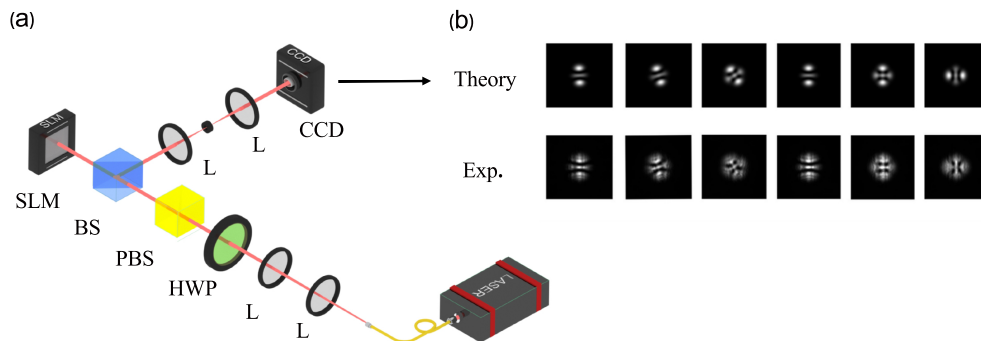 (a)
(b)
CCD
SLM
CCD
L
L
SLM
BS
PBS
HWP
L
L
LASER
Theory
Exp.